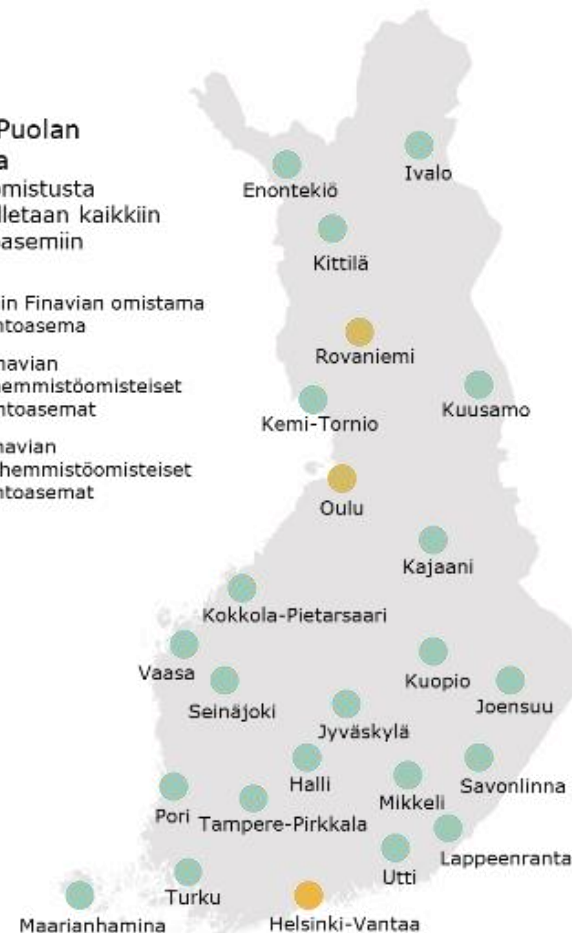 Puolan
a
omistusta
lletaan kaikkiin
asemiin
in Finavian omistama
ntoasema
navian
hemmistöomisteiset
ntoasemat
navian
hemmistöomisteiset
ntoasemat
Enontekiö
Ivalo
Kittilä
Rovaniemi
Kemi-Tornio
Kuusamo
Oulu
Kajaani
Kokkola-Pietarsaari
Vaasa
Seinäjoki
Kuopio
Joensuu
Jyväskylä
Halli
Savonlinna
Mikkeli
Pori
Tampere-Pirkkala
Lappeenranta
Utti
Turku
Maarianhamina
Helsinki-Vantaa